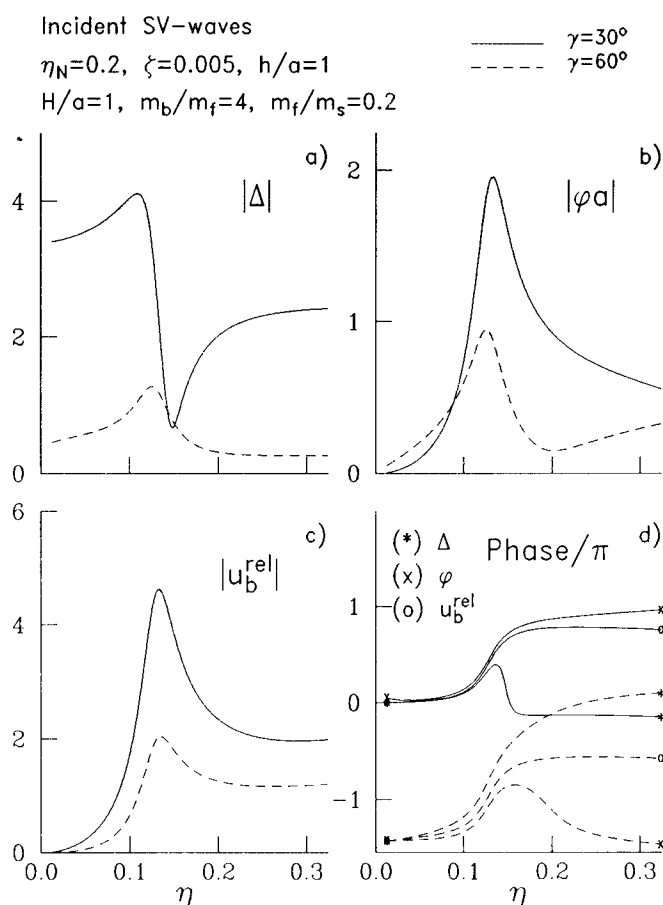 Incident SV-waves
η_N=0.2, ζ=0.005, h/a=1
H/a=1, m_b/m_f=4, m_f/m_s=0.2
γ=30°
γ=60°
a)
|Δ|
4
2
0
b)
|φa|
2
1
0
c)
|u_b^rel|
6
4
2
0
0.0 0.1 0.2 0.3
η
d)
(*) Δ
(x) φ
(o) u_b^rel
Phase/π
1
0
-1
0.0 0.1 0.2 0.3
η